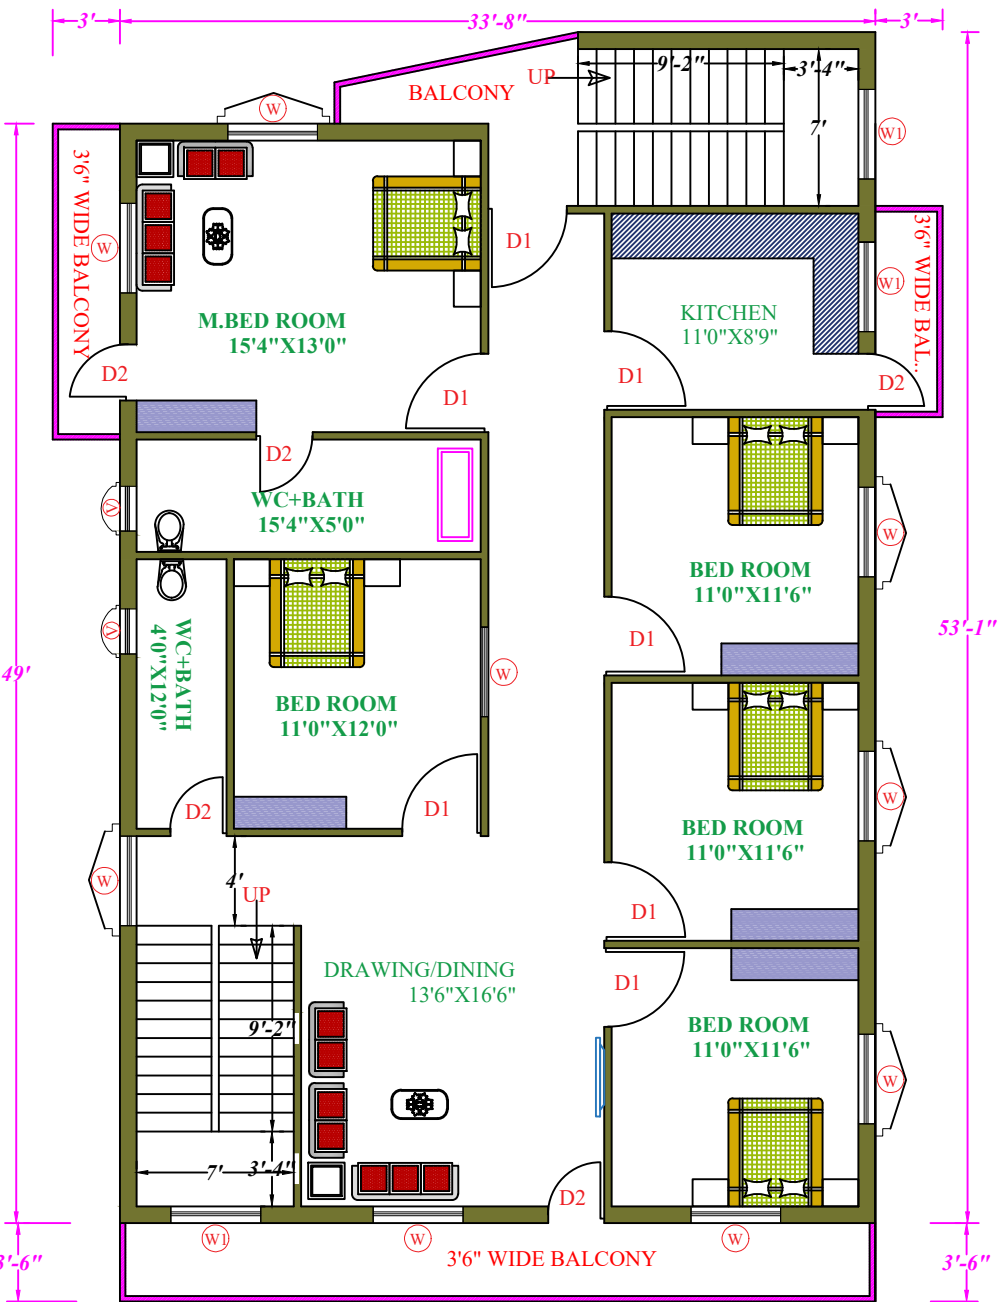 3'
33'-8"
3'
9'-2"
3'-4"
UP
BALCONY
7'
W
W1
3'6" WIDE BALCONY
W
D1
3'6" WIDE BAL..
W1
KITCHEN
11'0"X8'9"
M.BED ROOM
15'4"X13'0"
D2
D1
D1
D2
D2
WC+BATH
15'4"X5'0"
V
W
BED ROOM
11'0"X11'6"
V
WC+BATH
4'0"X12'0"
D1
53'-1"
49'
W
BED ROOM
11'0"X12'0"
D2
D1
W
BED ROOM
11'0"X11'6"
W
4'
UP
D1
DRAWING/DINING
13'6"X16'6"
D1
9'-2"
BED ROOM
11'0"X11'6"
W
7'
3'-4"
D2
W1
W
W
3'6" WIDE BALCONY
3'-6"
3'-6"